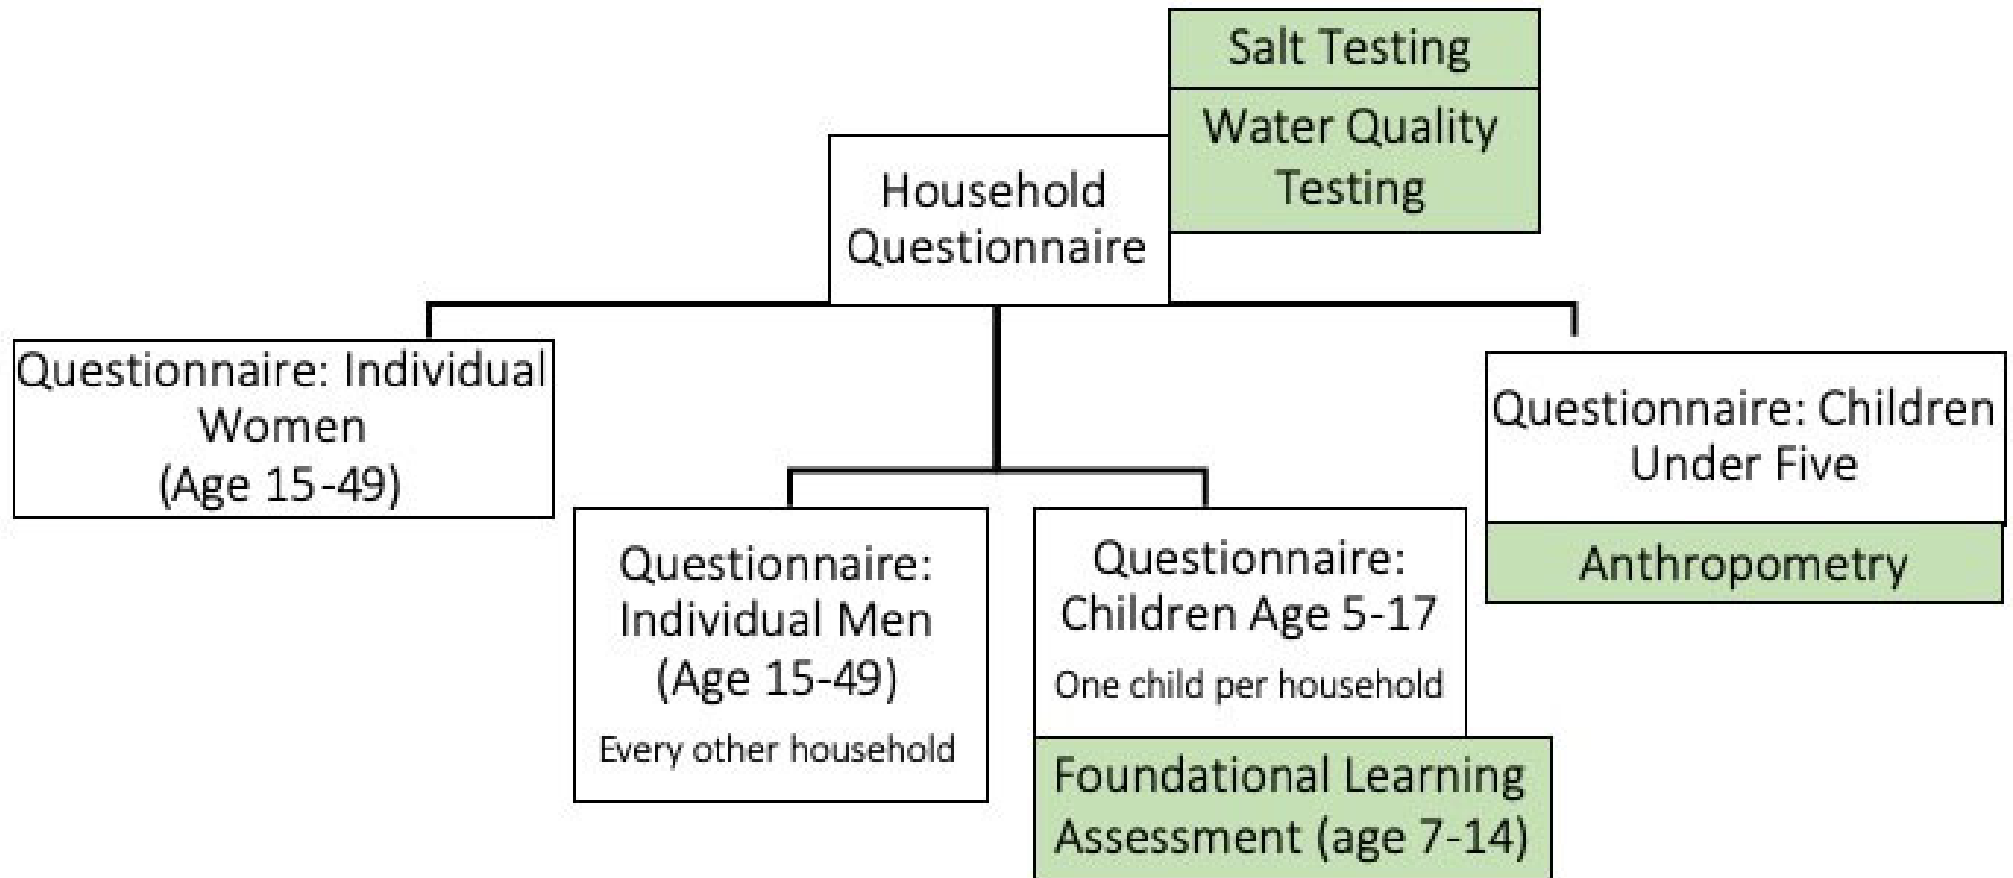 Salt Testing
Water Quality
Testing
Household
Questionnaire
Questionnaire: Individual
Women
(Age 15-49)
Questionnaire:
Individual Men
(Age 15-49)
Every other household
Questionnaire:
Children Age 5-17
One child per household
Foundational Learning
Assessment (age 7-14)
Questionnaire: Children
Under Five
Anthropometry